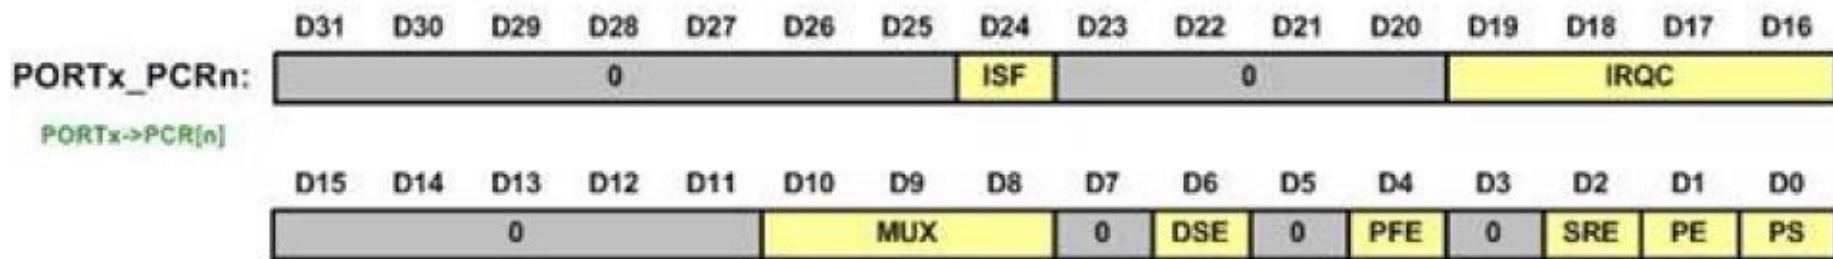 D31 D30 D29 D28 D27 D26 D25 D24 D23 D22 D21 D20 D19 D18 D17 D16
PORTx_PCRn: 0 ISF 0 IRQC
PORTx->PCR[n]
D15 D14 D13 D12 D11 D10 D9 D8 D7 D6 D5 D4 D3 D2 D1 D0
0 MUX 0 DSE 0 PFE 0 SRE PE PS